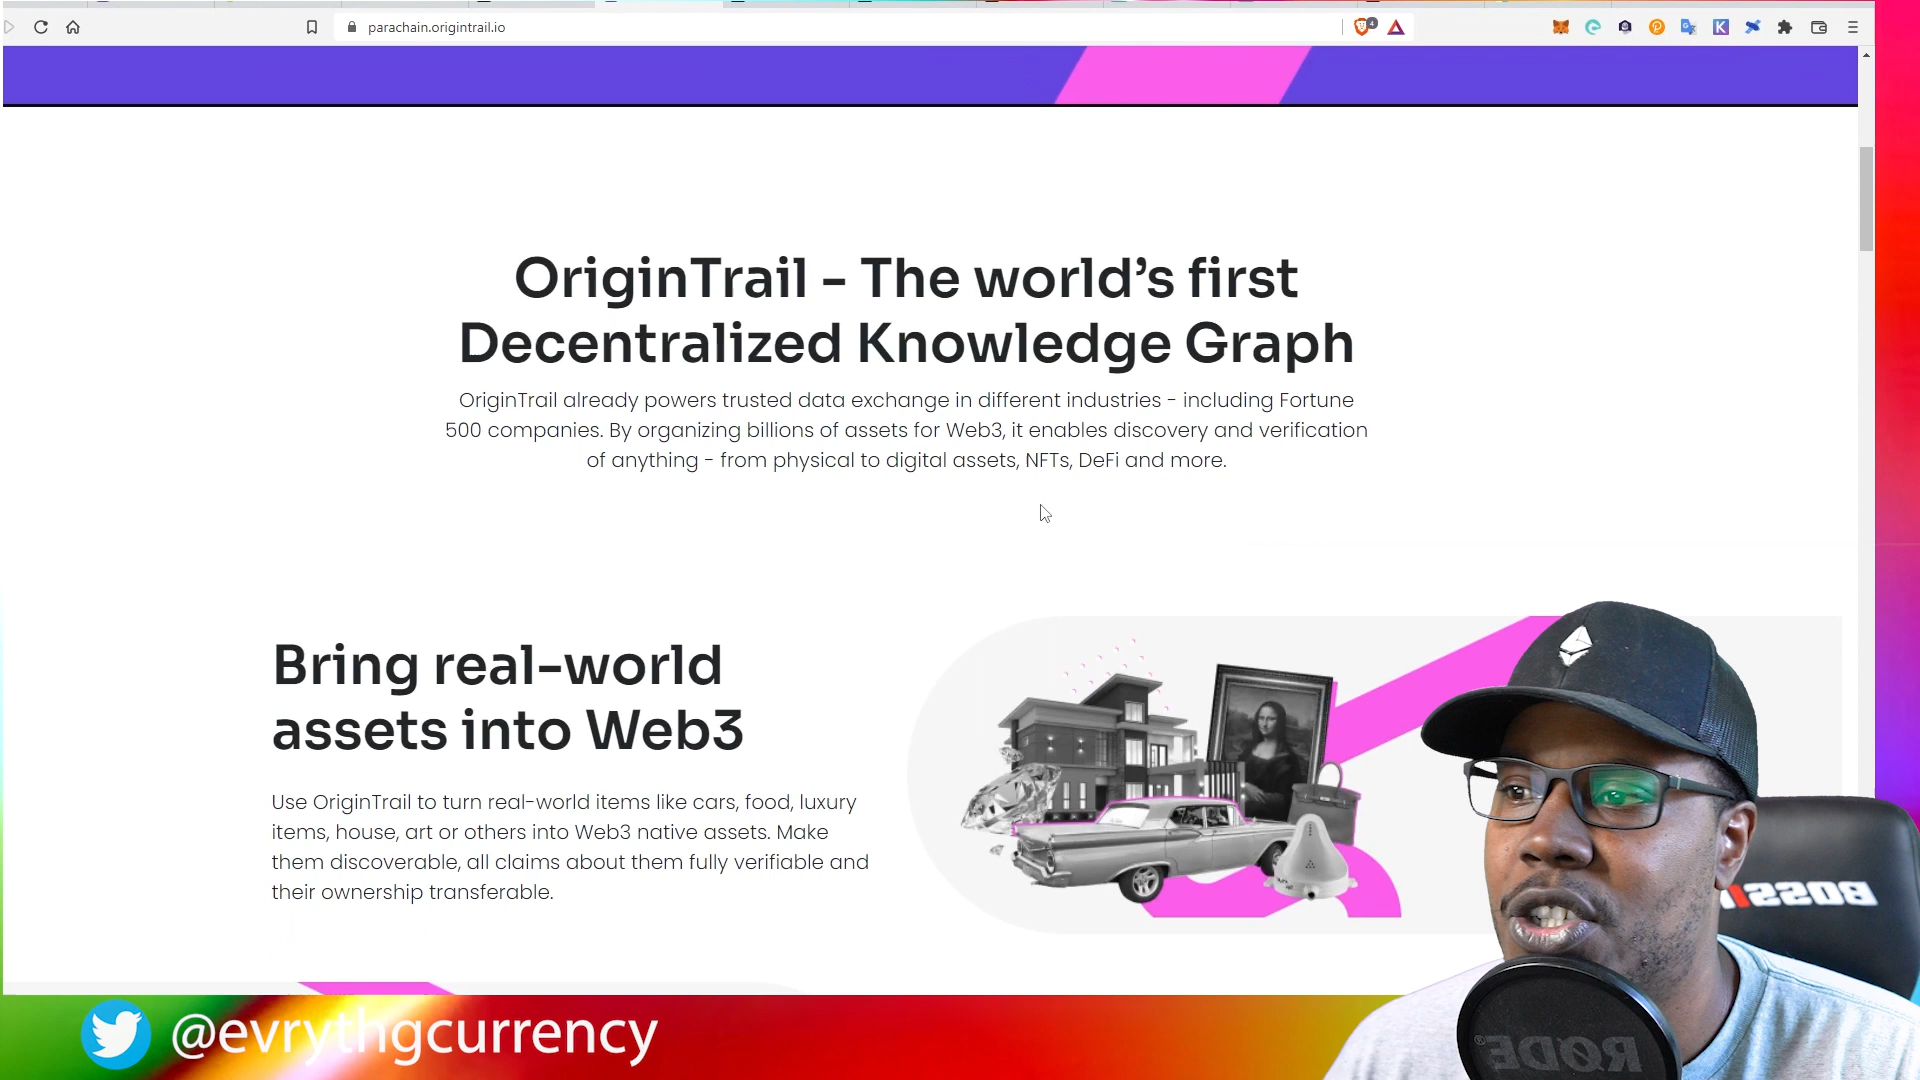 parachain.origintrail.io
4
K
OriginTrail - The world's first
Decentralized Knowledge Graph
OriginTrail already powers trusted data exchange in different industries - including Fortune
500 companies. By organizing billions of assets for Web3, it enables discovery and verification
of anything - from physical to digital assets, NFTs, DeFi and more.
Bring real-world
assets into Web3
Use OriginTrail to turn real-world items like cars, food, luxury
items, house, art or others into Web3 native assets. Make
them discoverable, all claims about them fully verifiable and
their ownership transferable.
BOSSIN
@evrythgcurrency
RØDE®